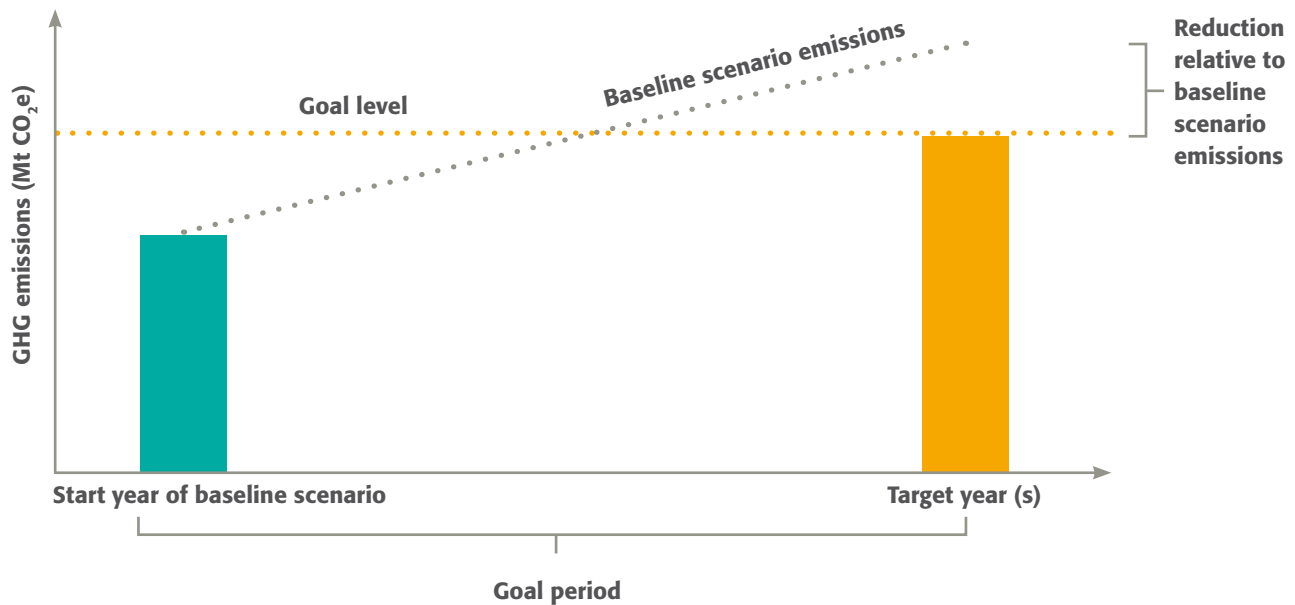 GHG emissions (Mt CO₂e)
Goal level
Baseline scenario emissions
Reduction
relative to
baseline
scenario
emissions
Start year of baseline scenario
Target year (s)
Goal period